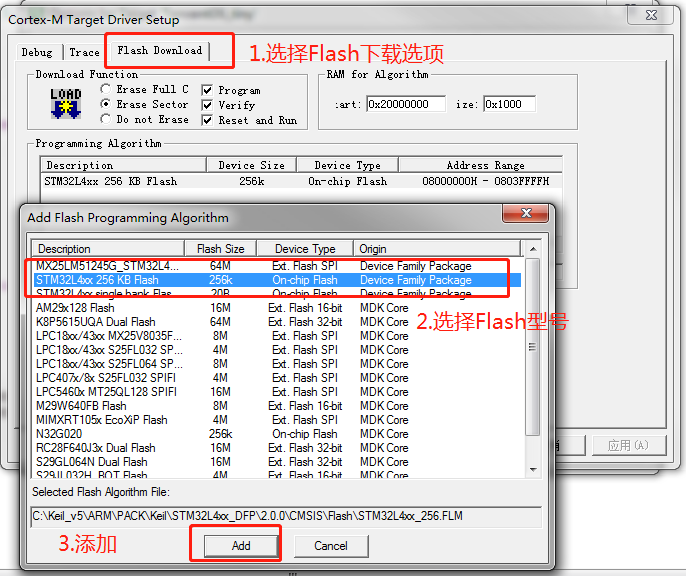 Cortex-M Target Driver Setup
Debug Trace Flash Download
1.选择Flash下载选项
Download Function
LOAD
Erase Full C Program
Erase Sector Verify
Do not Erase Reset and Run
RAM for Algorithm
:art: 0x20000000 ize: 0x1000
Programming Algorithm
Description Device Size Device Type Address Range
STM32L4xx 256 KB Flash 256k On-chip Flash 08000000H - 0803FFFFH
Add Flash Programming Algorithm
Description Flash Size Device Type Origin
MX25LM51245G_STM32L4... 64M Ext. Flash SPI Device Family Package
STM32L4xx 256 KB Flash 256k On-chip Flash Device Family Package
STM32L4xx single bank Flas... On-chip Flash Device Family Package
AM29x128 Flash 16M Ext. Flash 16-bit MDK Core
2.选择Flash型号
K8P5615UQA Dual Flash 64M Ext. Flash 32-bit MDK Core
LPC18xx/43xx MX25V8035F... 8M Ext. Flash SPI MDK Core
LPC18xx/43xx S25FL032 SP... 4M Ext. Flash SPI MDK Core
LPC18xx/43xx S25FL064 SP... 8M Ext. Flash SPI MDK Core
LPC407x/8x S25FL032 SPIFI 4M Ext. Flash SPI MDK Core
LPC5460x MT25QL128 SPIFI 16M Ext. Flash SPI MDK Core
M29W640FB Flash 8M Ext. Flash 16-bit MDK Core
MIMXRT105x EcoXiP Flash 4M Ext. Flash SPI MDK Core
N32G020 256k On-chip Flash MDK Core
RC28F640J3x Dual Flash 16M Ext. Flash 32-bit MDK Core
S29GL064N Dual Flash 16M Ext. Flash 32-bit MDK Core
S29JL032H_BOT Flash 4M Ext. Flash 16-bit MDK Core
应用(A)
Selected Flash Algorithm File:
C:\Keil_v5\ARM\PACK\Keil\STM32L4xx_DFP\2.0.0\CMSIS\Flash\STM32L4xx_256.FLM
3.添加
Add Cancel